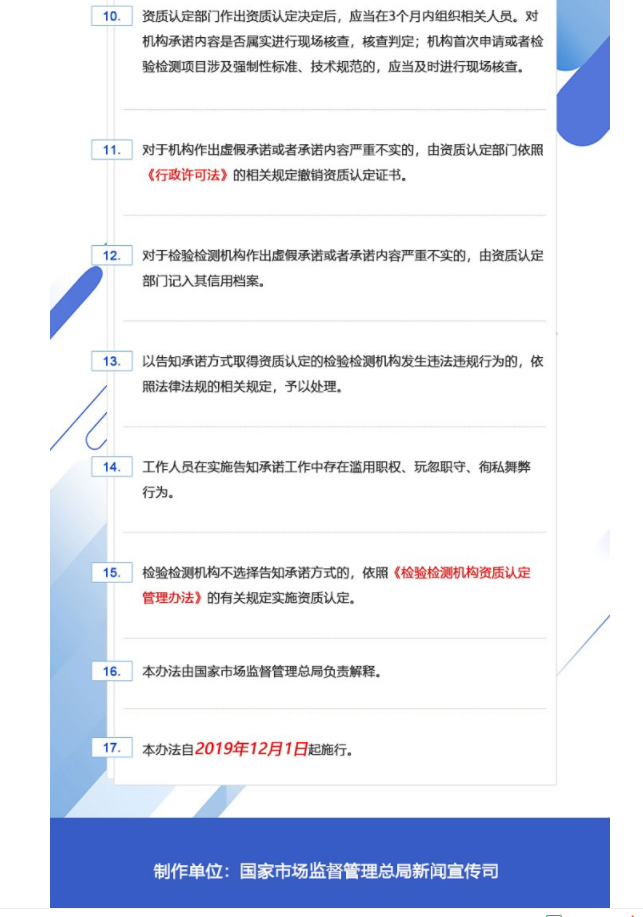 10. 资质认定部门作出资质认定决定后，应当在3个月内组织相关人员。对
机构承诺内容是否属实进行现场核查，核查判定；机构首次申请或者检
验检测项目涉及强制性标准、技术规范的，应当及时进行现场核查。
11. 对于机构作出虚假承诺或者承诺内容严重不实的，由资质认定部门依照
《行政许可法》的相关规定撤销资质认定证书。
12. 对于检验检测机构作出虚假承诺或者承诺内容严重不实的，由资质认定
部门记入其信用档案。
13. 以告知承诺方式取得资质认定的检验检测机构发生违法违规行为的，依
照法律法规的相关规定，予以处理。
14. 工作人员在实施告知承诺工作中存在滥用职权、玩忽职守、徇私舞弊
行为。
15. 检验检测机构不选择告知承诺方式的，依照《检验检测机构资质认定
管理办法》的有关规定实施资质认定。
16. 本办法由国家市场监督管理总局负责解释。
17. 本办法自2019年12月1日起施行。
制作单位：国家市场监督管理总局新闻宣传司